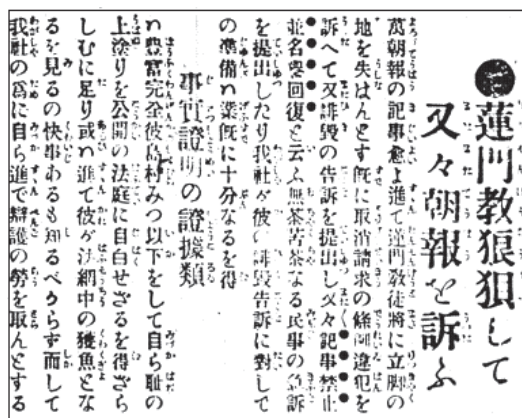 ●蓮門教狼狽して
又々朝報を訴ふ
萬朝報の記事愈よ進で蓮門教徒將に立脚の
地を失はんとす既に取消請求の條例違犯を
訴へて又誹毀の告訴を提出し又々記事禁止
並名譽回復と云ふ無茶苦茶なる民事の急訴
を提出したり我社が彼の誹毀告訴に對して
の準備は業既に十分なるを得
事實證明の證據類
は豊富完全彼島村みつ以下をして自ら耻の
上塗りを公開の法庭に自白せざるを得ざら
しむに足り或は進て彼が法網中の獲魚とな
るを見るの快事あるも知るべからず而して
我社の爲に自ら進で辯護の勞を取んとする